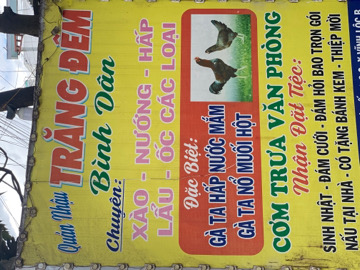 Quán Nhậu
TRĂNG ĐÊM
Bình Dân
Chuyên:
XÀO - NƯỚNG - HẤP
LẨU - ỐC CÁC LOẠI
Đặc Biệt:
GÀ TA HẤP NƯỚC MẮM
GÀ TA NỔ MUỐI HỘT
CƠM TRƯA VĂN PHÒNG
Nhận Đặt Tiệc:
SINH NHẬT - ĐÁM CƯỚI - ĐÁM HỎI BAO TRỌN GÓI
NẤU TẠI NHÀ - CÓ TẶNG BÁNH KEM - THIỆP MỜI